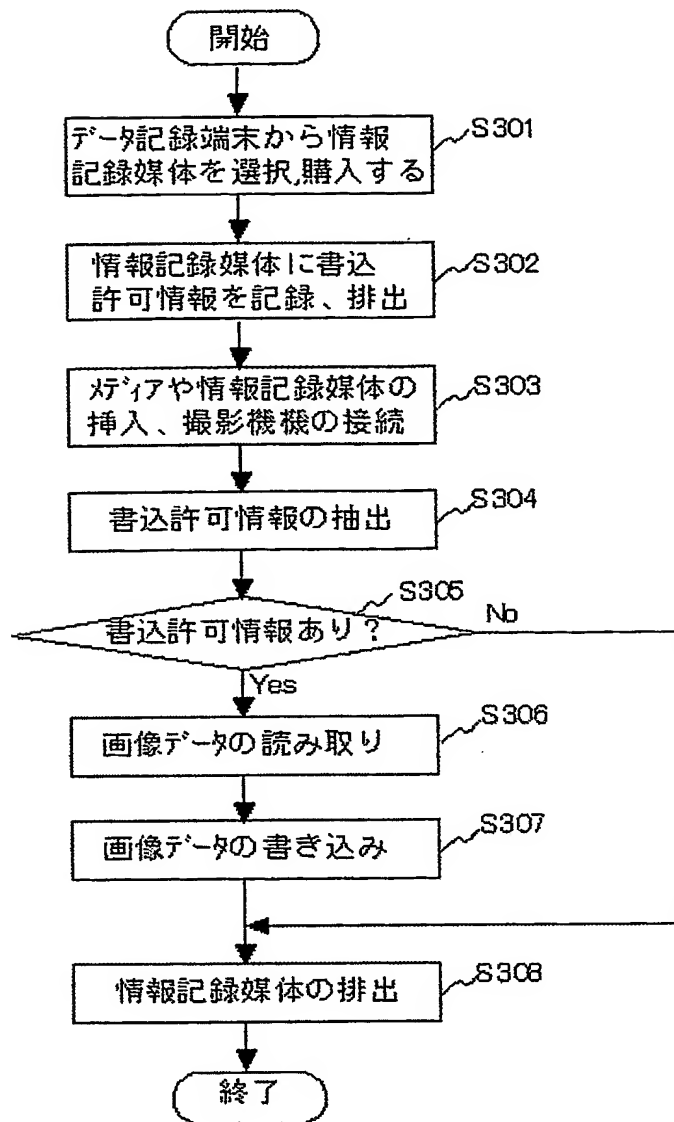 開始
データ記録端末から情報
記録媒体を選択,購入する
S301
情報記録媒体に書込
許可情報を記録、排出
S302
メディアや情報記録媒体の
挿入、撮影機機の接続
S303
書込許可情報の抽出
S304
書込許可情報あり？
S305
No
Yes
画像データの読み取り
S306
画像データの書き込み
S307
情報記録媒体の排出
S308
終了